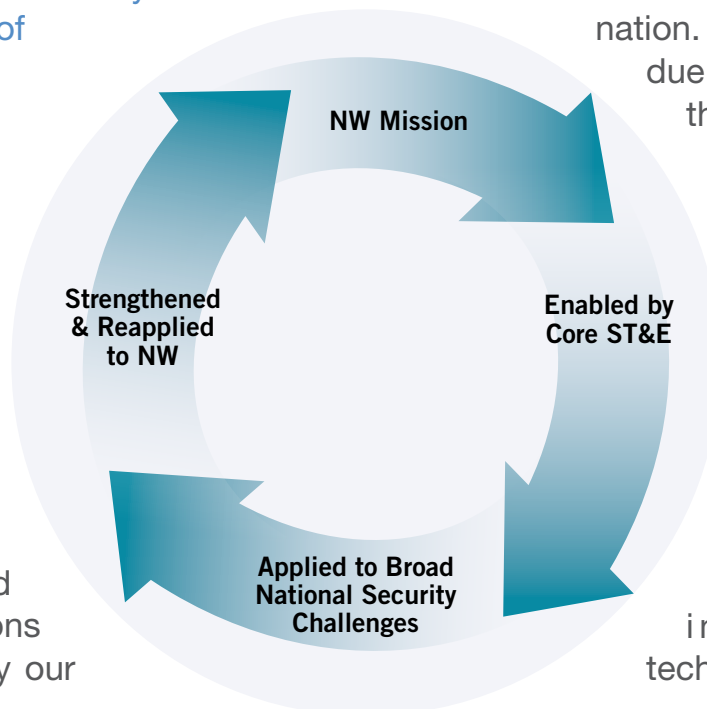 of
nation.
due
th
NW Mission
Strengthened
& Reapplied
to NW
Enabled by
Core ST&E
Applied to Broad
National Security
Challenges
d
ons
y our
in
tech